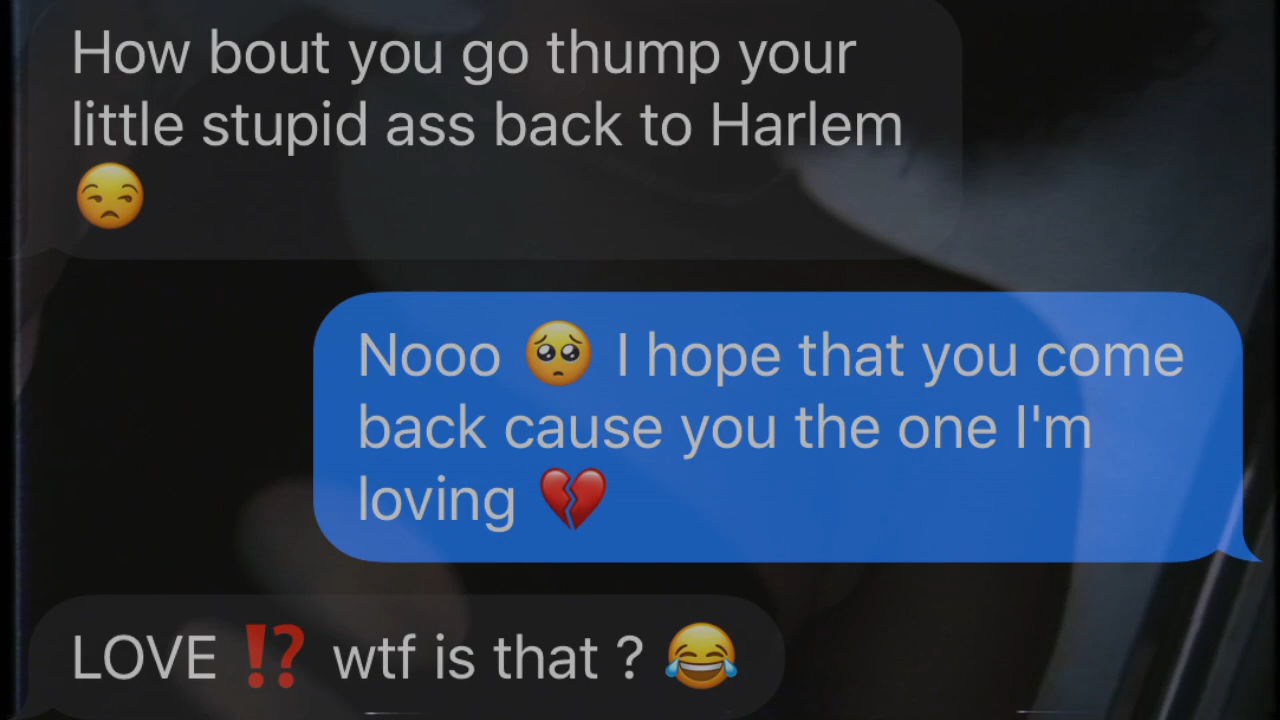 How bout you go thump your
little stupid ass back to Harlem
😒
Nooo 🥺 I hope that you come
back cause you the one I'm
loving 💔
LOVE ⁉️ wtf is that ? 😂